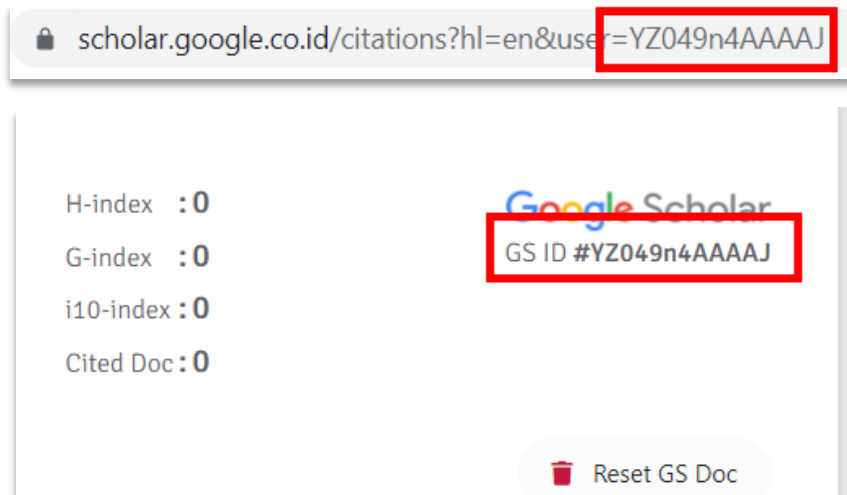 scholar.google.co.id/citations?hl=en&user=YZ049n4AAAAJ
H-index : 0
Google Scholar
G-index : 0
GS ID #YZ049n4AAAAJ
i10-index : 0
Cited Doc : 0
Reset GS Doc